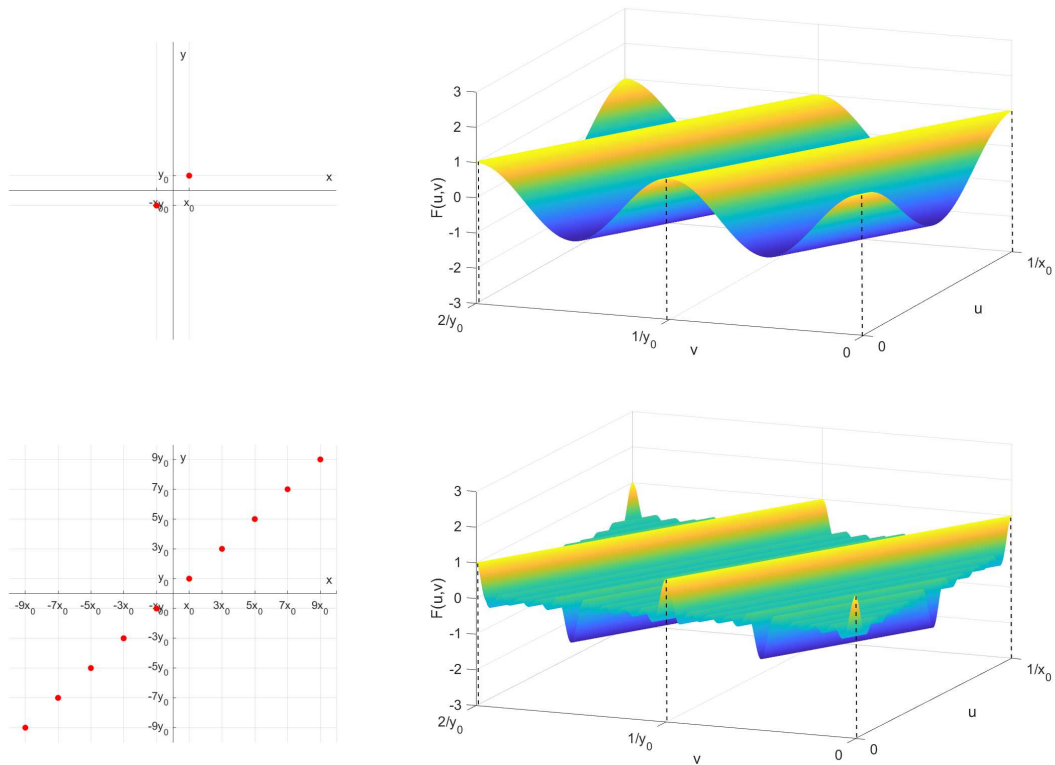 y
x
y₀
-x₀
-y₀
x₀
3
2
1
0
-1
-2
-3
F(u,v)
2/y₀
1/y₀
0
v
0
1/x₀
u
9y₀
y
7y₀
5y₀
3y₀
y₀
x
-9x₀ -7x₀ -5x₀ -3x₀ -x₀ x₀ 3x₀ 5x₀ 7x₀ 9x₀
-y₀
-3y₀
-5y₀
-7y₀
-9y₀
3
2
1
0
-1
-2
-3
F(u,v)
2/y₀
1/y₀
0
v
0
1/x₀
u